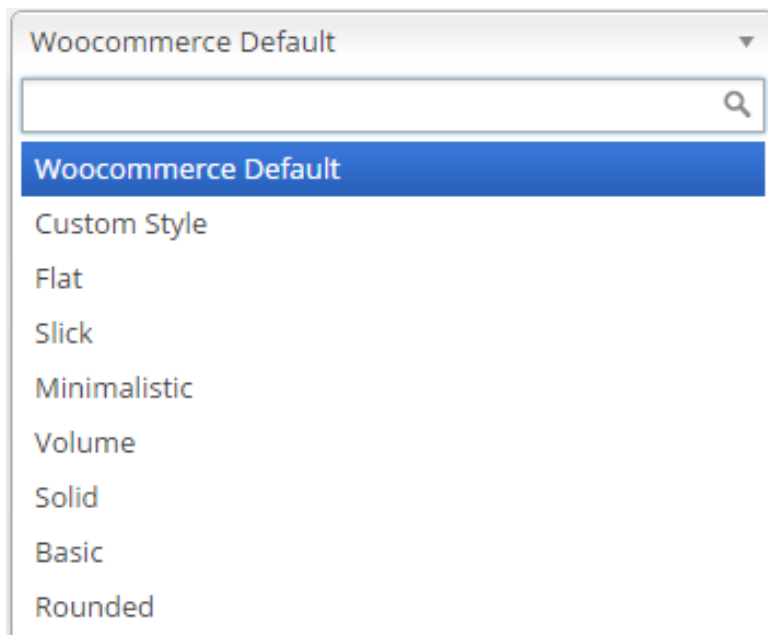 Woocommerce Default
Woocommerce Default
Custom Style
Flat
Slick
Minimalistic
Volume
Solid
Basic
Rounded